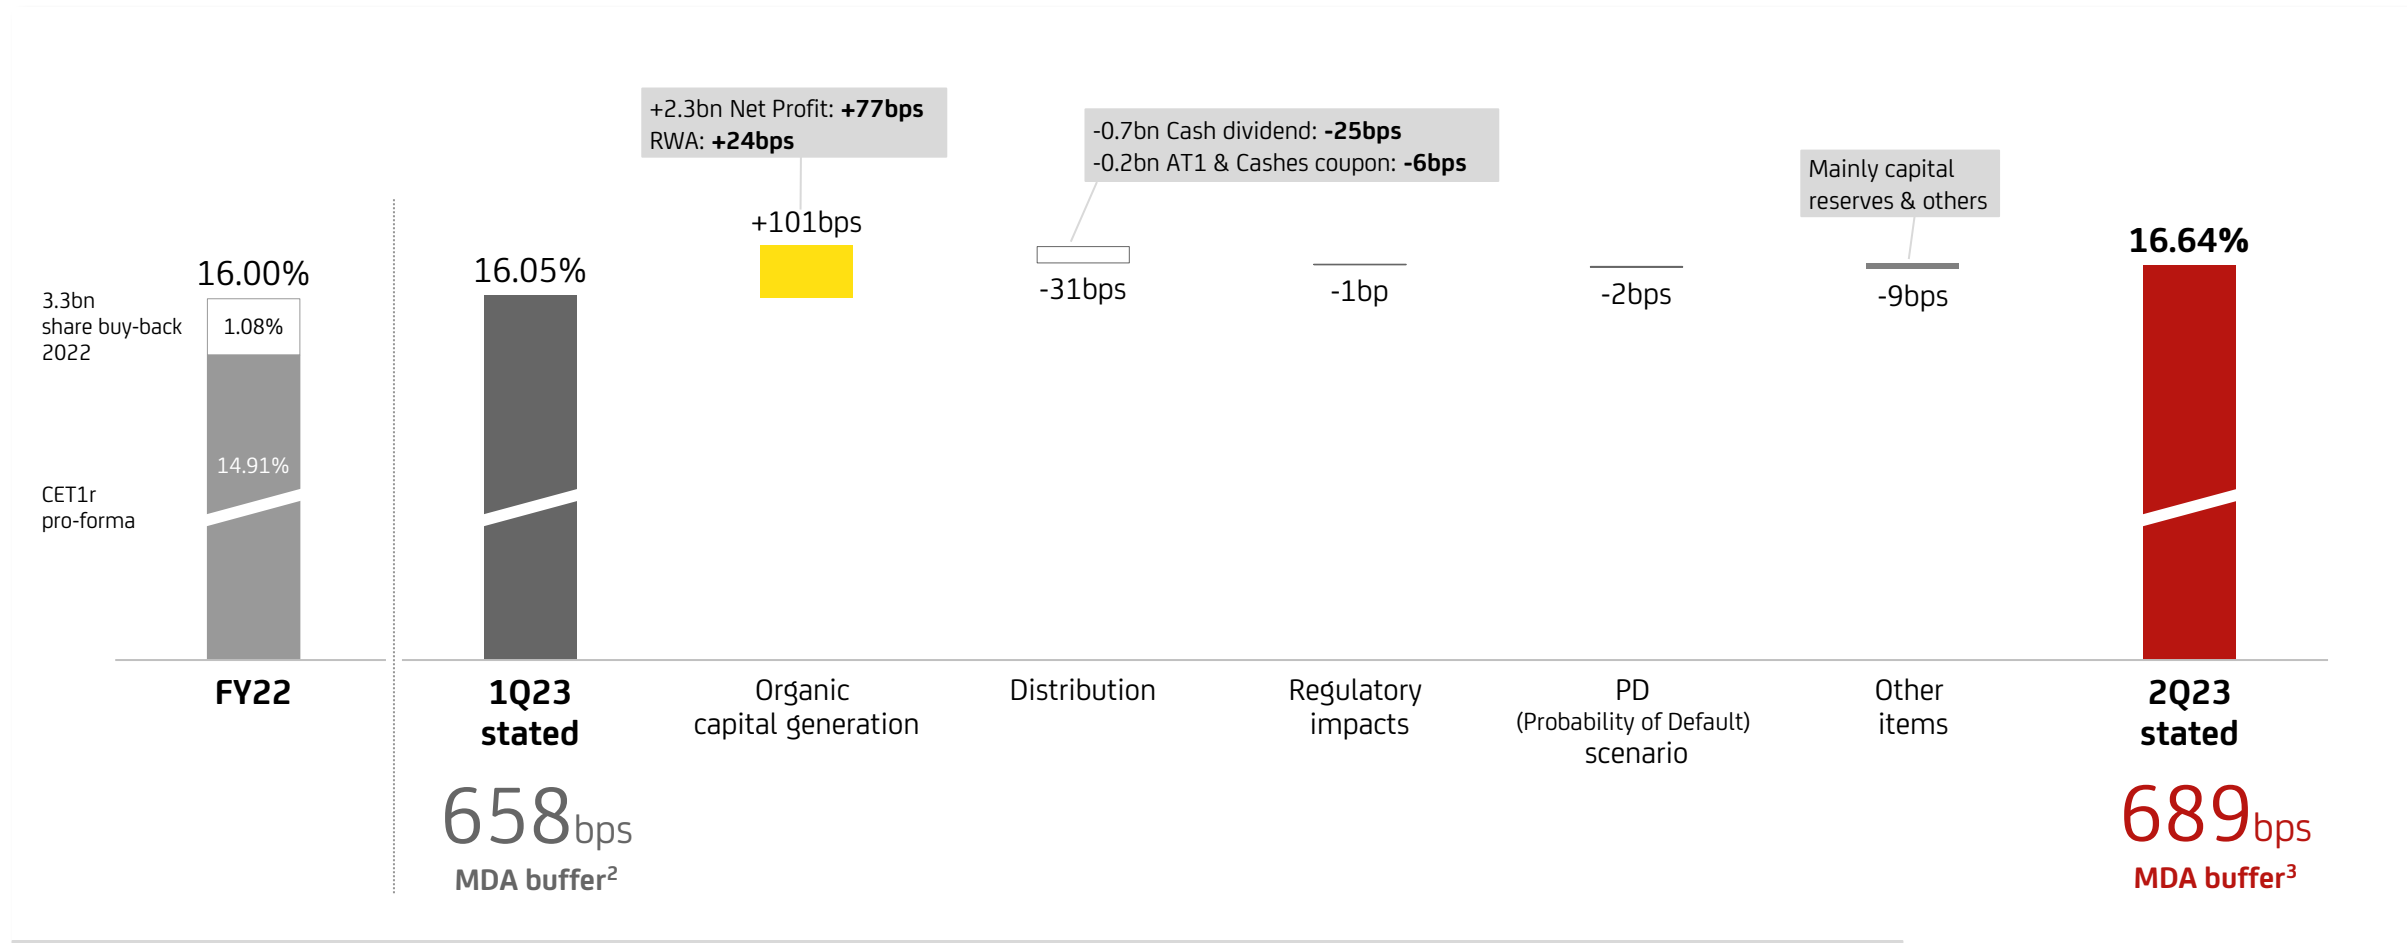 +2.3bn Net Profit: +77bps
RWA: +24bps
-0.7bn Cash dividend: -25bps
-0.2bn AT1 & Cashes coupon: -6bps
Mainly capital
reserves & others
16.00%
3.3bn
share buy-back
2022
1.08%
14.91%
CET1r
pro-forma
16.05%
+101bps
-31bps
-1bp
-2bps
-9bps
16.64%
FY22
1Q23
stated
Organic
capital generation
Distribution
Regulatory
impacts
PD
(Probability of Default)
scenario
Other
items
2Q23
stated
658bps
MDA buffer²
689bps
MDA buffer³